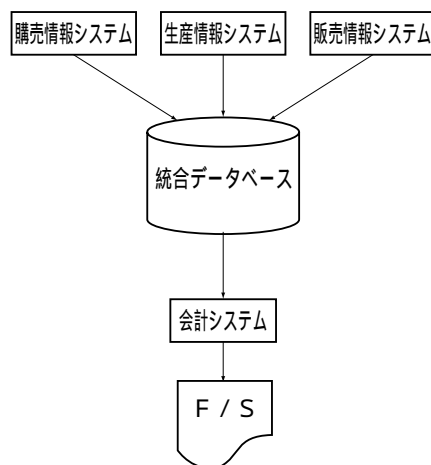 購売情報システム
生産情報システム
販売情報システム
統合データベース
会計システム
F / S